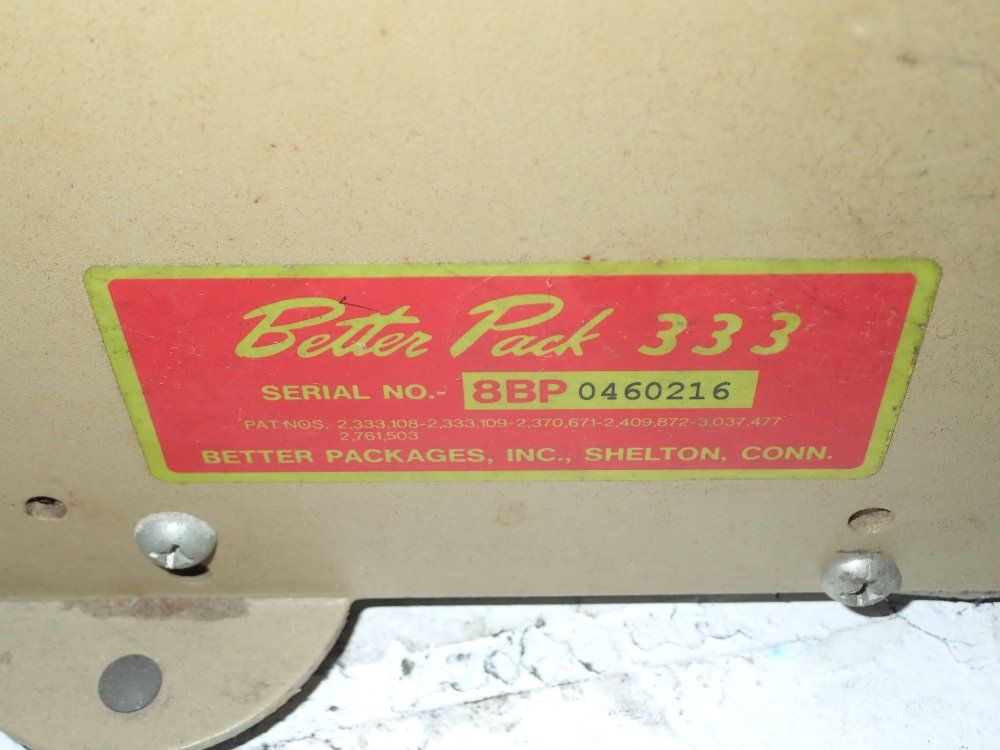 Better Pack 333
SERIAL NO.- 8BP 0460216
PAT NOS. 2,333,108-2,333,109-2,370,671-2,409,872-3,037,477
2,761,503
BETTER PACKAGES, INC., SHELTON, CONN.